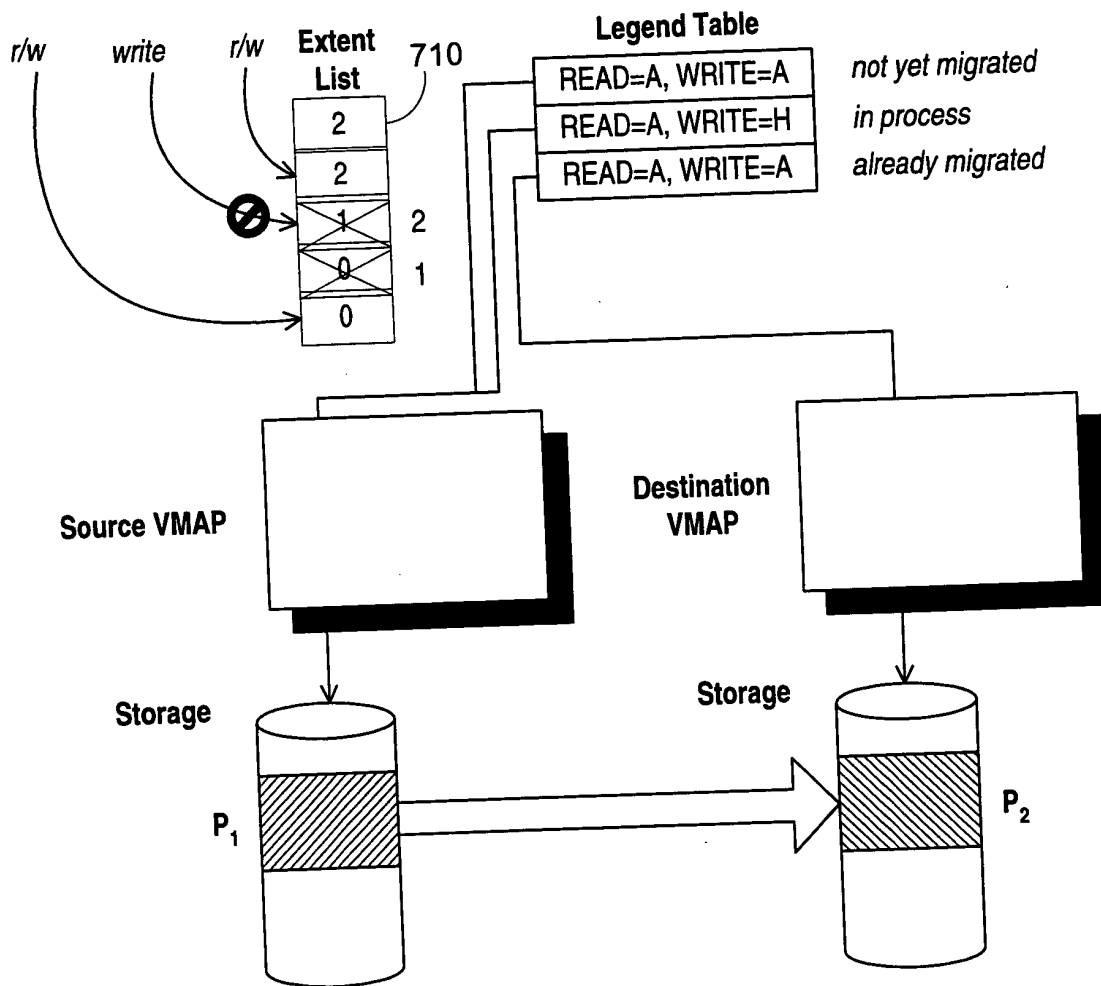 r/w
write
r/w
Extent
List
710
Legend Table
2
2
1
2
0
1
0
READ=A, WRITE=A
not yet migrated
READ=A, WRITE=H
in process
READ=A, WRITE=A
already migrated
Source VMAP
Destination
VMAP
Storage
Storage
P1
P2